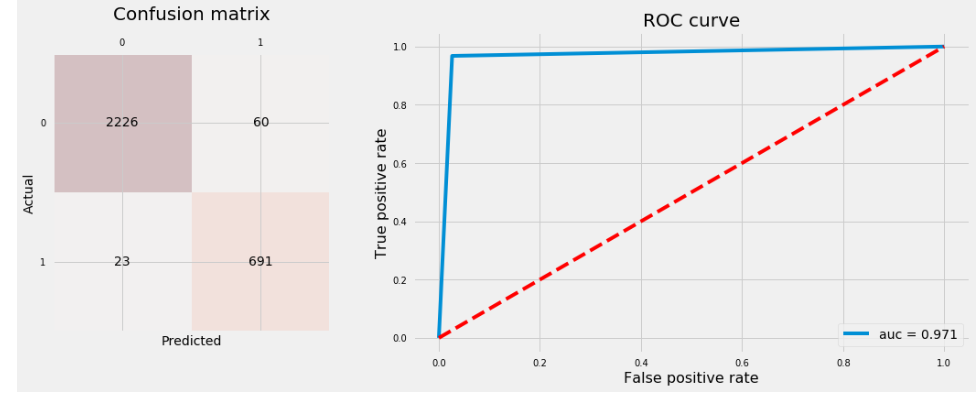 Confusion matrix
0 1
0 2226 60
1 23 691
Actual
Predicted
ROC curve
1.0
0.8
0.6
0.4
0.2
0.0
True positive rate
0.0 0.2 0.4 0.6 0.8 1.0
False positive rate
auc = 0.971